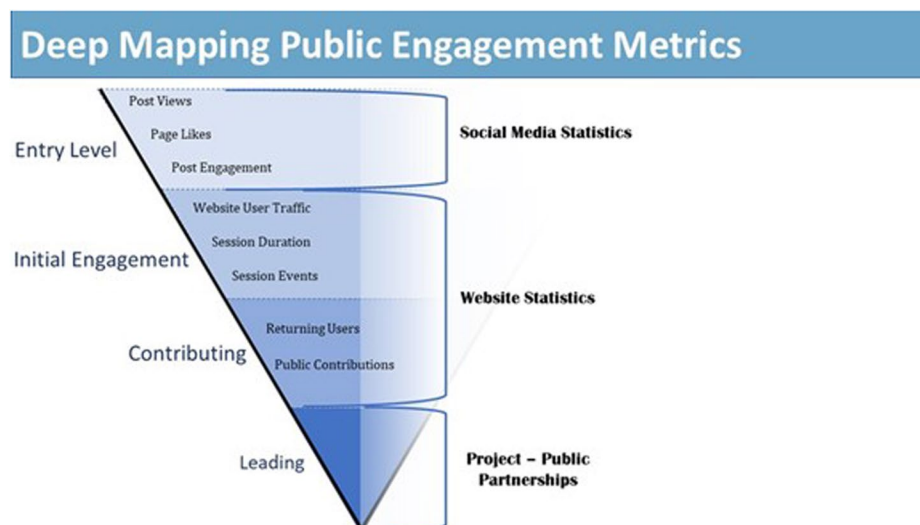 Deep Mapping Public Engagement Metrics
Post Views
Page Likes
Entry Level
Post Engagement
Social Media Statistics
Website User Traffic
Session Duration
Initial Engagement
Session Events
Website Statistics
Returning Users
Contributing
Public Contributions
Leading
Project – Public
Partnerships